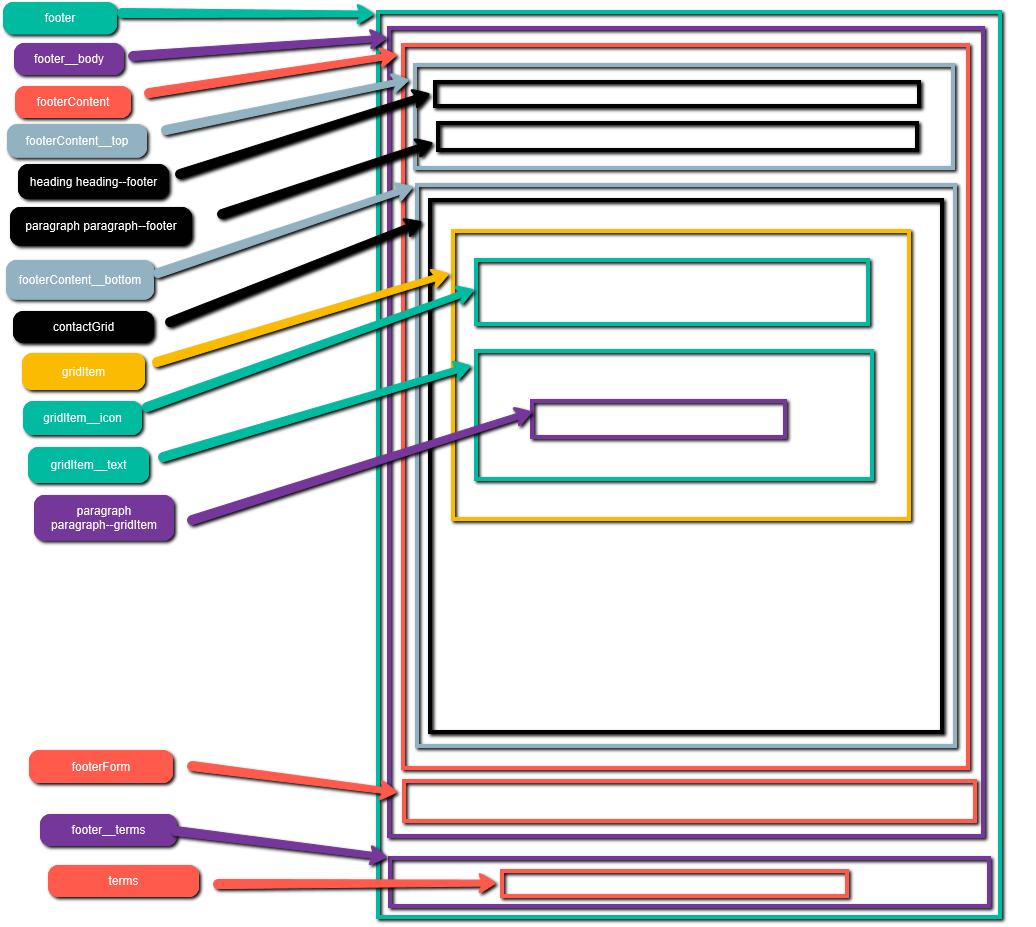 footer
footer__body
footerContent
footerContent__top
heading heading--footer
paragraph paragraph--footer
footerContent__bottom
contactGrid
gridItem
gridItem__icon
gridItem__text
paragraph
paragraph--gridItem
footerForm
footer__terms
terms